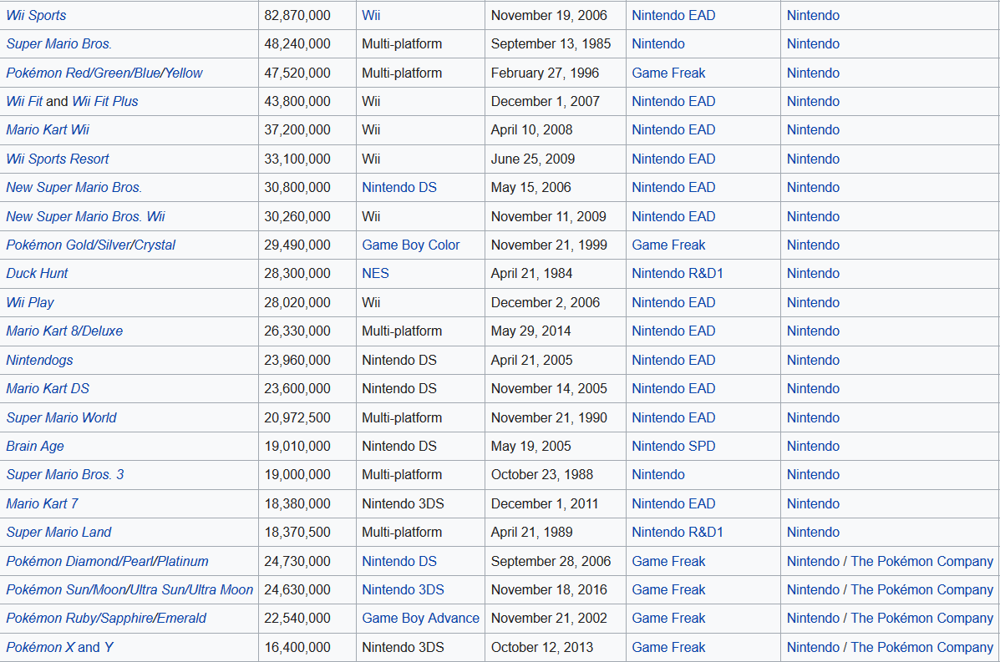 Wii Sports 82,870,000 Wii November 19, 2006 Nintendo EAD Nintendo
Super Mario Bros. 48,240,000 Multi-platform September 13, 1985 Nintendo Nintendo
Pokémon Red/Green/Blue/Yellow 47,520,000 Multi-platform February 27, 1996 Game Freak Nintendo
Wii Fit and Wii Fit Plus 43,800,000 Wii December 1, 2007 Nintendo EAD Nintendo
Mario Kart Wii 37,200,000 Wii April 10, 2008 Nintendo EAD Nintendo
Wii Sports Resort 33,100,000 Wii June 25, 2009 Nintendo EAD Nintendo
New Super Mario Bros. 30,800,000 Nintendo DS May 15, 2006 Nintendo EAD Nintendo
New Super Mario Bros. Wii 30,260,000 Wii November 11, 2009 Nintendo EAD Nintendo
Pokémon Gold/Silver/Crystal 29,490,000 Game Boy Color November 21, 1999 Game Freak Nintendo
Duck Hunt 28,300,000 NES April 21, 1984 Nintendo R&D1 Nintendo
Wii Play 28,020,000 Wii December 2, 2006 Nintendo EAD Nintendo
Mario Kart 8/Deluxe 26,330,000 Multi-platform May 29, 2014 Nintendo EAD Nintendo
Nintendogs 23,960,000 Nintendo DS April 21, 2005 Nintendo EAD Nintendo
Mario Kart DS 23,600,000 Nintendo DS November 14, 2005 Nintendo EAD Nintendo
Super Mario World 20,972,500 Multi-platform November 21, 1990 Nintendo EAD Nintendo
Brain Age 19,010,000 Nintendo DS May 19, 2005 Nintendo SPD Nintendo
Super Mario Bros. 3 19,000,000 Multi-platform October 23, 1988 Nintendo Nintendo
Mario Kart 7 18,380,000 Nintendo 3DS December 1, 2011 Nintendo EAD Nintendo
Super Mario Land 18,370,500 Multi-platform April 21, 1989 Nintendo R&D1 Nintendo
Pokémon Diamond/Pearl/Platinum 24,730,000 Nintendo DS September 28, 2006 Game Freak Nintendo / The Pokémon Company
Pokémon Sun/Moon/Ultra Sun/Ultra Moon 24,630,000 Nintendo 3DS November 18, 2016 Game Freak Nintendo / The Pokémon Company
Pokémon Ruby/Sapphire/Emerald 22,540,000 Game Boy Advance November 21, 2002 Game Freak Nintendo / The Pokémon Company
Pokémon X and Y 16,400,000 Nintendo 3DS October 12, 2013 Game Freak Nintendo / The Pokémon Company